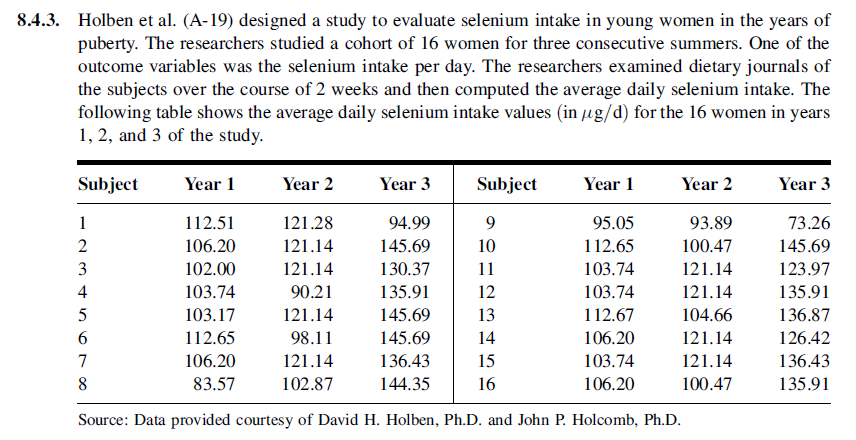 8.4.3. Holben et al. (A-19) designed a study to evaluate selenium intake in young women in the years of
puberty. The researchers studied a cohort of 16 women for three consecutive summers. One of the
outcome variables was the selenium intake per day. The researchers examined dietary journals of
the subjects over the course of 2 weeks and then computed the average daily selenium intake. The
following table shows the average daily selenium intake values (in μg/d) for the 16 women in years
1, 2, and 3 of the study.
Subject Year 1 Year 2 Year 3 Subject Year 1 Year 2 Year 3
1 112.51 121.28 94.99 9 95.05 93.89 73.26
2 106.20 121.14 145.69 10 112.65 100.47 145.69
3 102.00 121.14 130.37 11 103.74 121.14 123.97
4 103.74 90.21 135.91 12 103.74 121.14 135.91
5 103.17 121.14 145.69 13 112.67 104.66 136.87
6 112.65 98.11 145.69 14 106.20 121.14 126.42
7 106.20 121.14 136.43 15 103.74 121.14 136.43
8 83.57 102.87 144.35 16 106.20 100.47 135.91
Source: Data provided courtesy of David H. Holben, Ph.D. and John P. Holcomb, Ph.D.